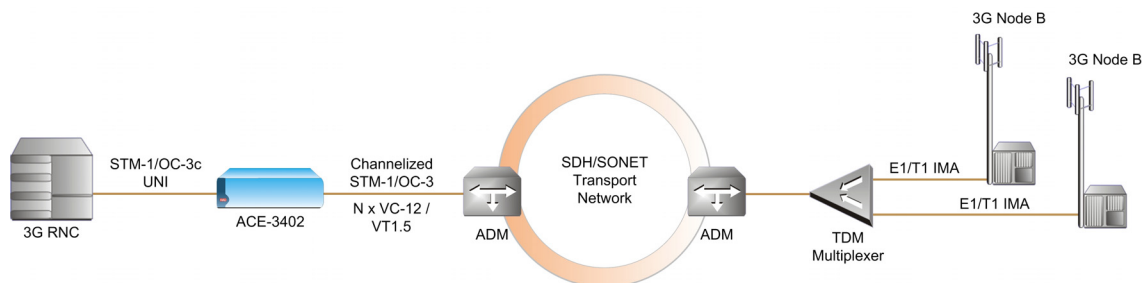 3G RNC
STM-1/OC-3c
UNI
ACE-3402
Channelized
STM-1/OC-3
N x VC-12 /
VT1.5
ADM
SDH/SONET
Transport
Network
ADM
TDM
Multiplexer
E1/T1 IMA
E1/T1 IMA
3G Node B
3G Node B